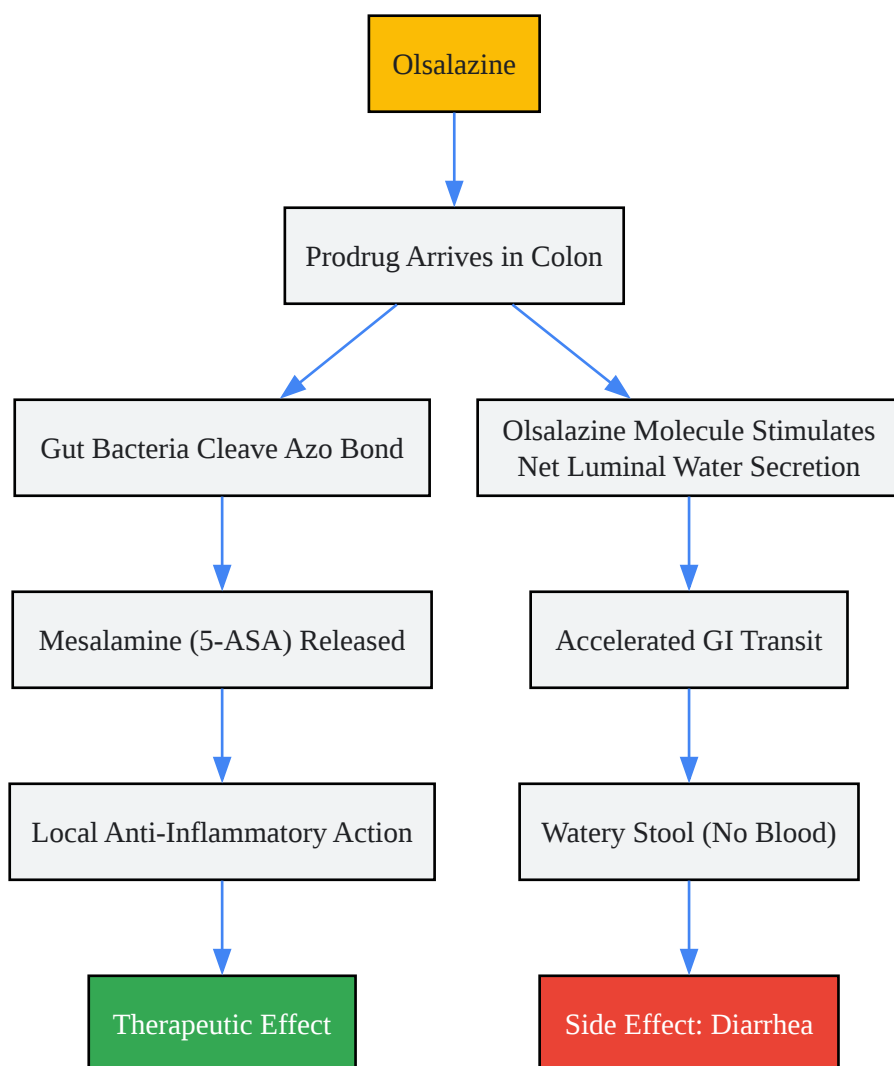 Olsalazine
Prodrug Arrives in Colon
Gut Bacteria Cleave Azo Bond
Olsalazine Molecule Stimulates
Net Luminal Water Secretion
Mesalamine (5-ASA) Released
Accelerated GI Transit
Local Anti-Inflammatory Action
Watery Stool (No Blood)
Therapeutic Effect
Side Effect: Diarrhea